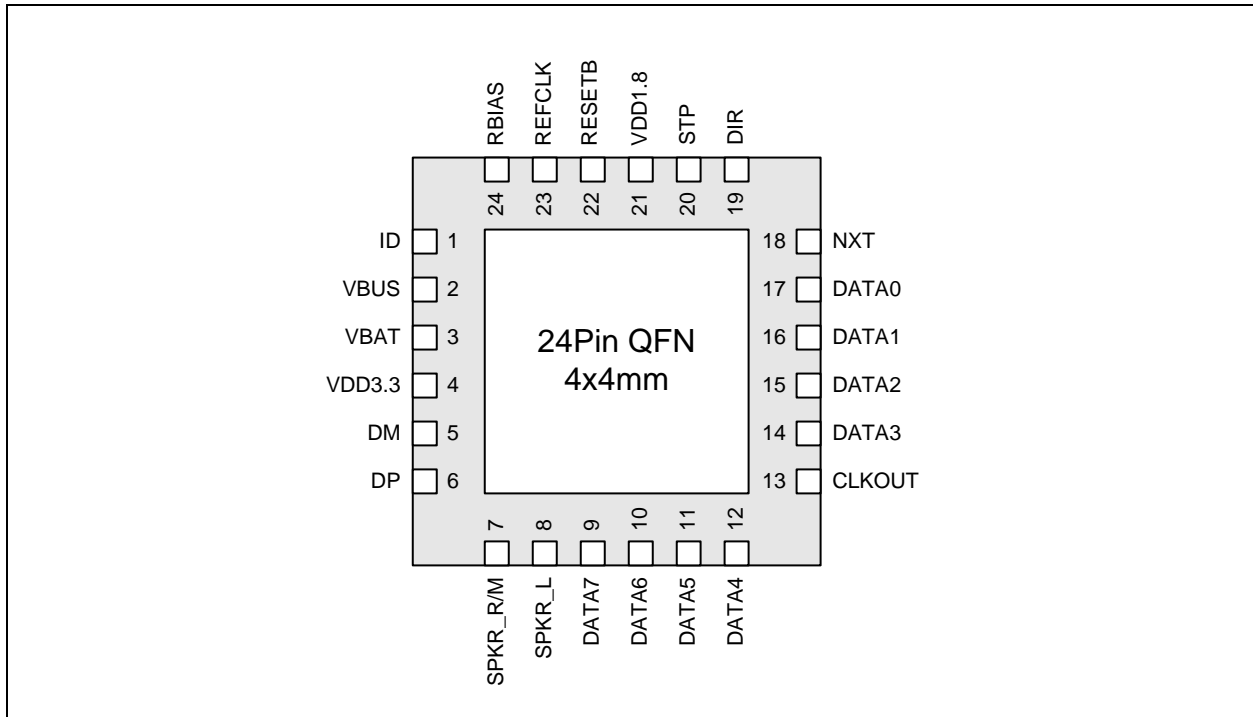 RBIAS
REFCLK
RESETB
VDD1.8
STP
DIR
24
23
22
21
20
19
ID 1
VBUS 2
VBAT 3
VDD3.3 4
DM 5
DP 6
24Pin QFN
4x4mm
18 NXT
17 DATA0
16 DATA1
15 DATA2
14 DATA3
13 CLKOUT
7
8
9
10
11
12
SPKR_R/M
SPKR_L
DATA7
DATA6
DATA5
DATA4